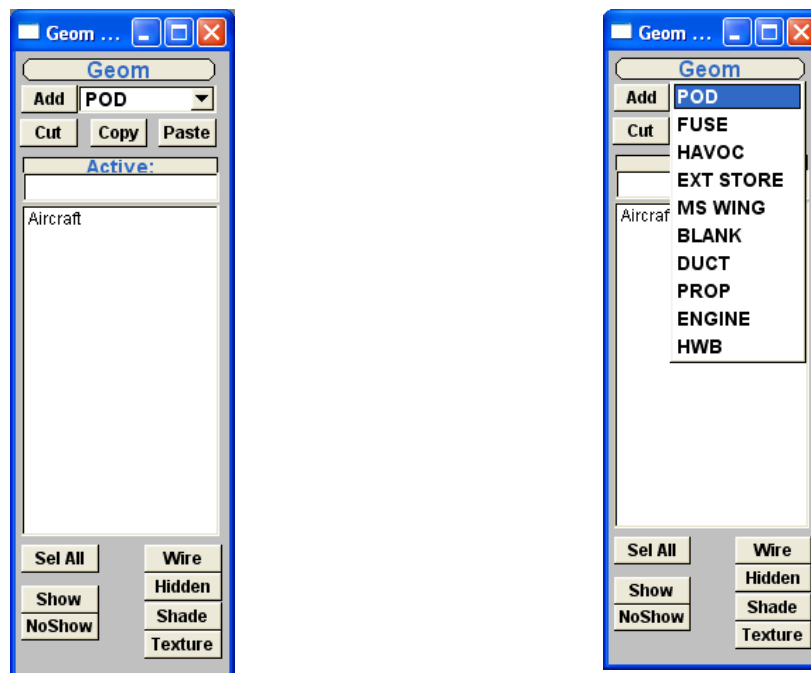 Geom ...
Geom
Add POD
Cut Copy Paste
Active:
Aircraft
Sel All Wire
Hidden
Show Shade
NoShow Texture
Geom ...
Geom
Add POD
Cut FUSE
HAVOC
EXT STORE
Aircraf MS WING
BLANK
DUCT
PROP
ENGINE
HWB
Sel All Wire
Hidden
Show Shade
NoShow Texture